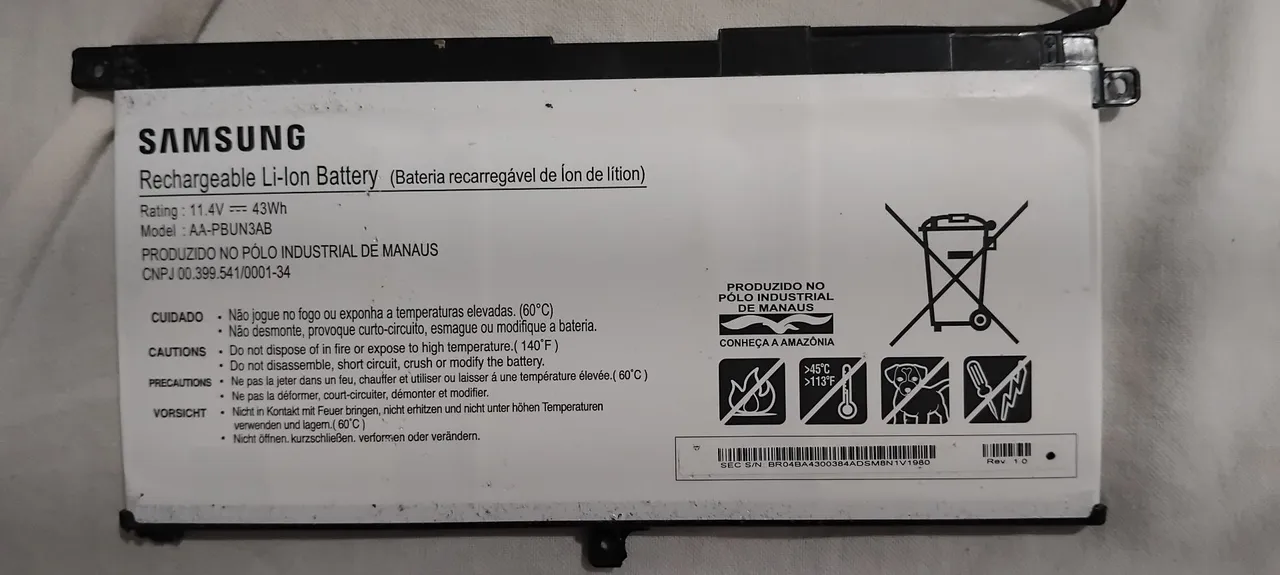 SAMSUNG
Rechargeable Li-Ion Battery (Bateria recarregável de Íon de lítion)
Rating : 11.4V ⎓ 43Wh
Model : AA-PBUN3AB
PRODUZIDO NO PÓLO INDUSTRIAL DE MANAUS
CNPJ 00.399.541/0001-34
CUIDADO • Não jogue no fogo ou exponha a temperaturas elevadas. (60°C)
• Não desmonte, provoque curto-circuito, esmague ou modifique a bateria.
CAUTIONS • Do not dispose of in fire or expose to high temperature.( 140°F )
• Do not disassemble, short circuit, crush or modify the battery.
PRECAUTIONS • Ne pas la jeter dans un feu, chauffer et utiliser ou laisser á une température élevée.( 60°C )
• Ne pas la déformer, court-circuiter, démonter et modifier.
VORSICHT • Nicht in Kontakt mit Feuer bringen, nicht erhitzen und nicht unter höhen Temperaturen
verwenden und lagern.( 60°C )
• Nicht öffnen, kurzschließen, verformen oder verändern.
PRODUZIDO NO
PÓLO INDUSTRIAL
DE MANAUS
CONHEÇA A AMAZÔNIA
>45°C
>113°F
SEC S/N: BR04BA4300384ADSM8N1V1960
Rev: 1.0